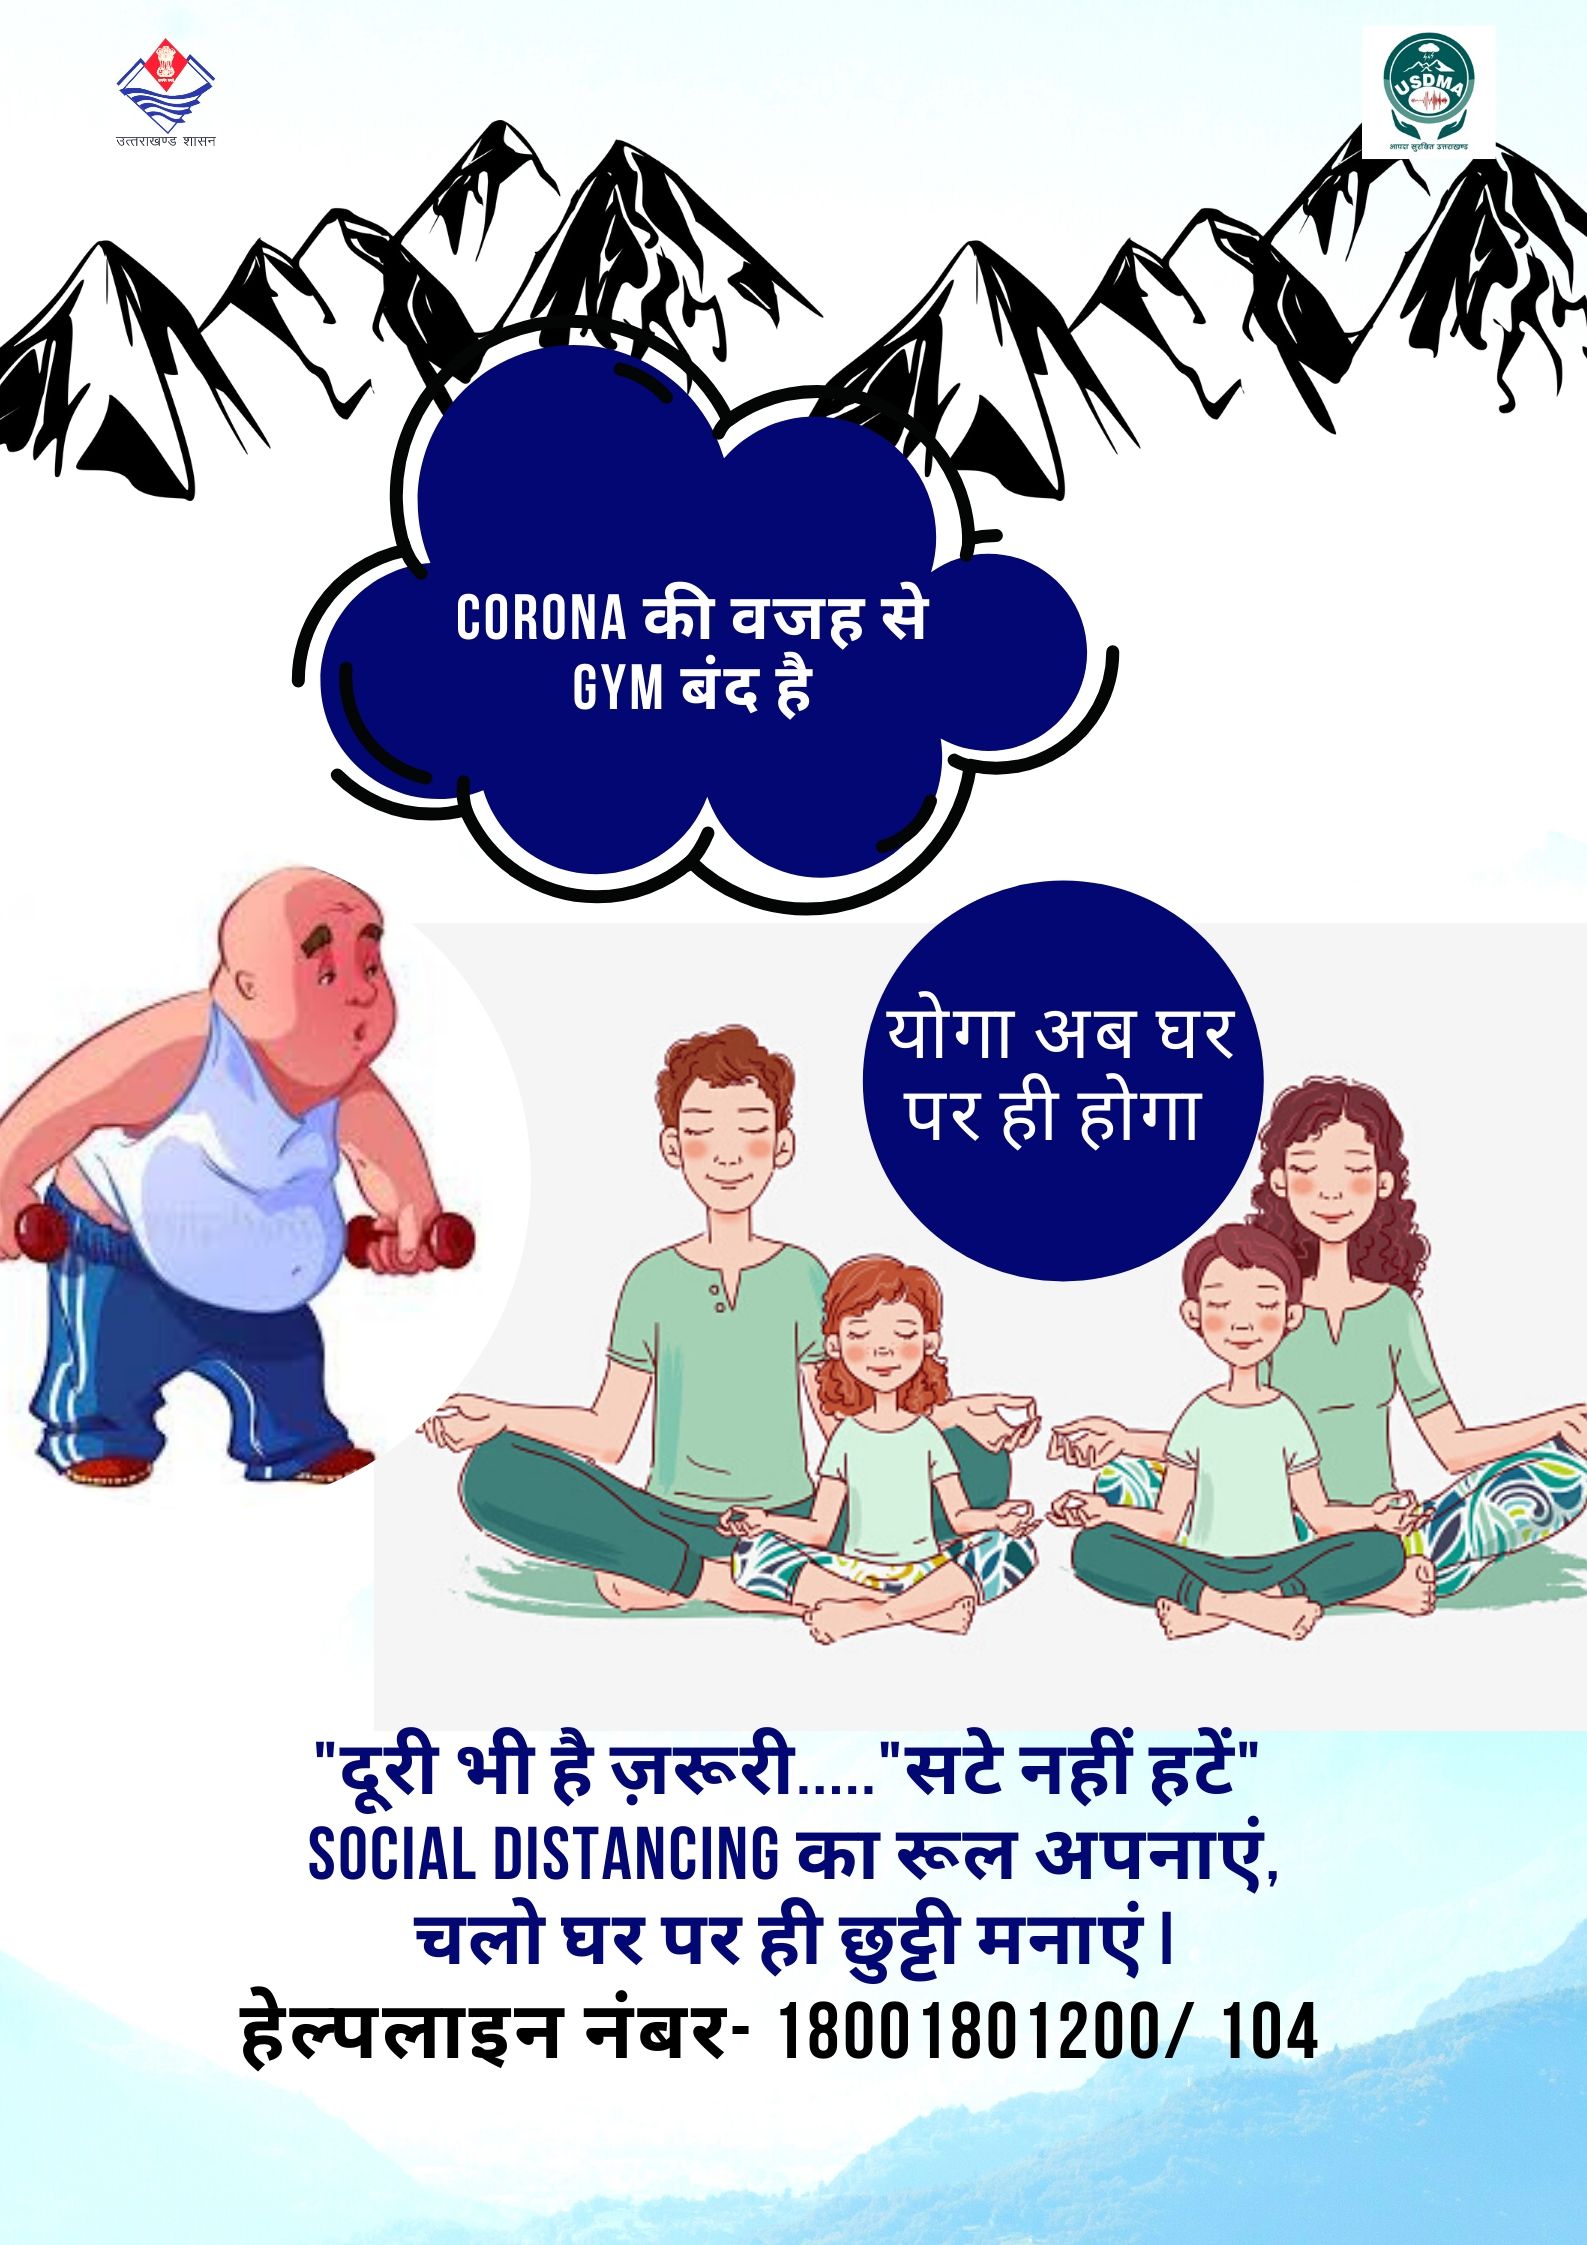 उत्तराखण्ड शासन
USDMA
आपदा सुरक्षित उत्तराखण्ड
CORONA की वजह से
GYM बंद है
योगा अब घर
पर ही होगा
"दूरी भी है ज़रूरी....."सटे नहीं हटें"
SOCIAL DISTANCING का रूल अपनाएं,
चलो घर पर ही छुट्टी मनाएं |
हेल्पलाइन नंबर- 18001801200/ 104